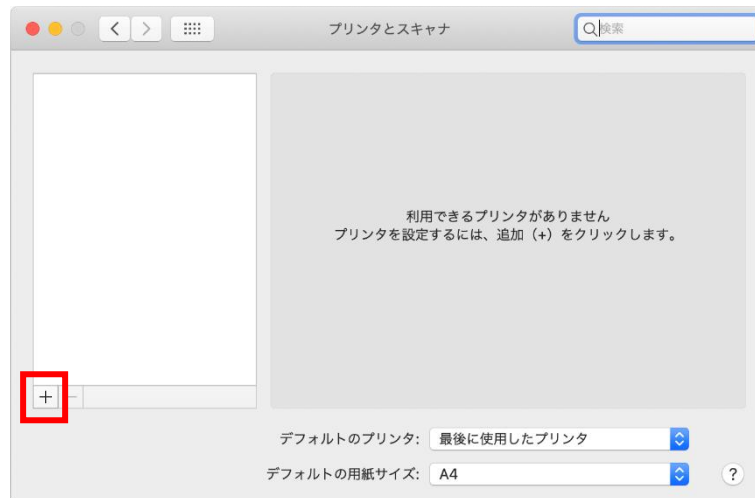 プリンタとスキャナ
検索
利用できるプリンタがありません
プリンタを設定するには、追加（+）をクリックします。
+ −
デフォルトのプリンタ: 最後に使用したプリンタ
デフォルトの用紙サイズ: A4
?